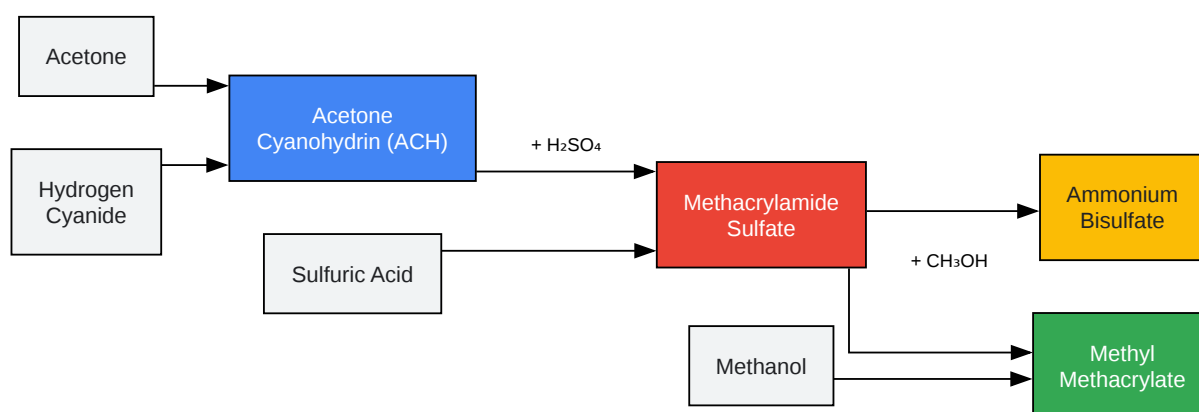 Acetone
Hydrogen
Cyanide
Acetone
Cyanohydrin (ACH)
+ H₂SO₄
Sulfuric Acid
Methacrylamide
Sulfate
Ammonium
Bisulfate
+ CH₃OH
Methanol
Methyl
Methacrylate